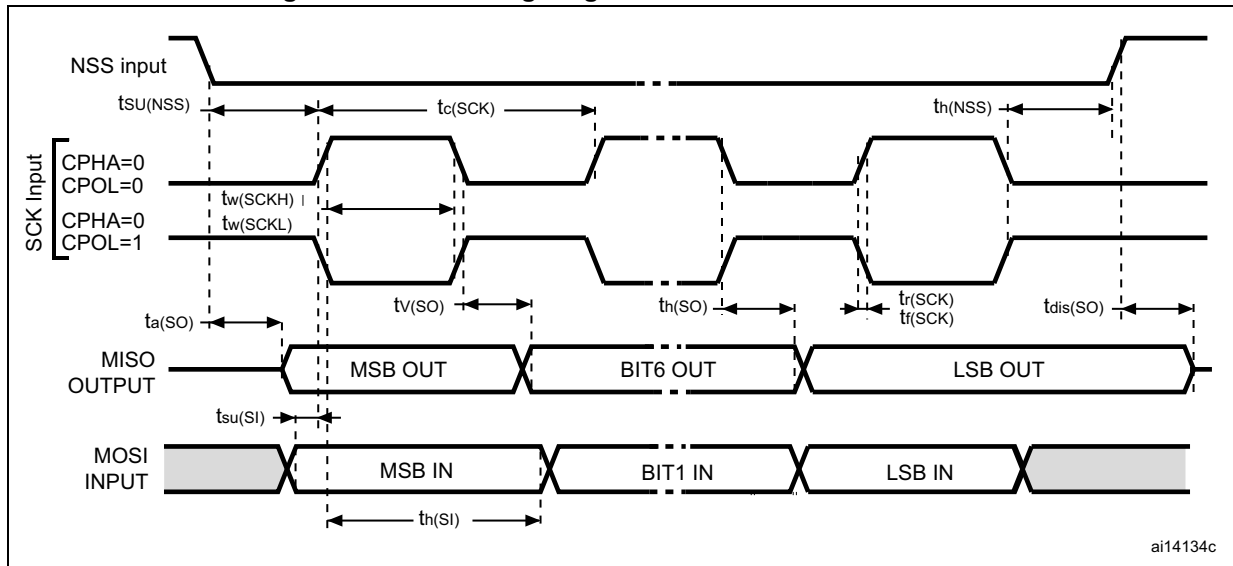 NSS input
tSU(NSS)
tc(SCK)
th(NSS)
SCK Input
CPHA=0
CPOL=0
tw(SCKH)
CPHA=0
tw(SCKL)
CPOL=1
tV(SO)
th(SO)
tr(SCK)
tf(SCK)
tdis(SO)
ta(SO)
MISO
OUTPUT
MSB OUT
BIT6 OUT
LSB OUT
tsu(SI)
MOSI
INPUT
MSB IN
BIT1 IN
LSB IN
th(SI)
ai14134c